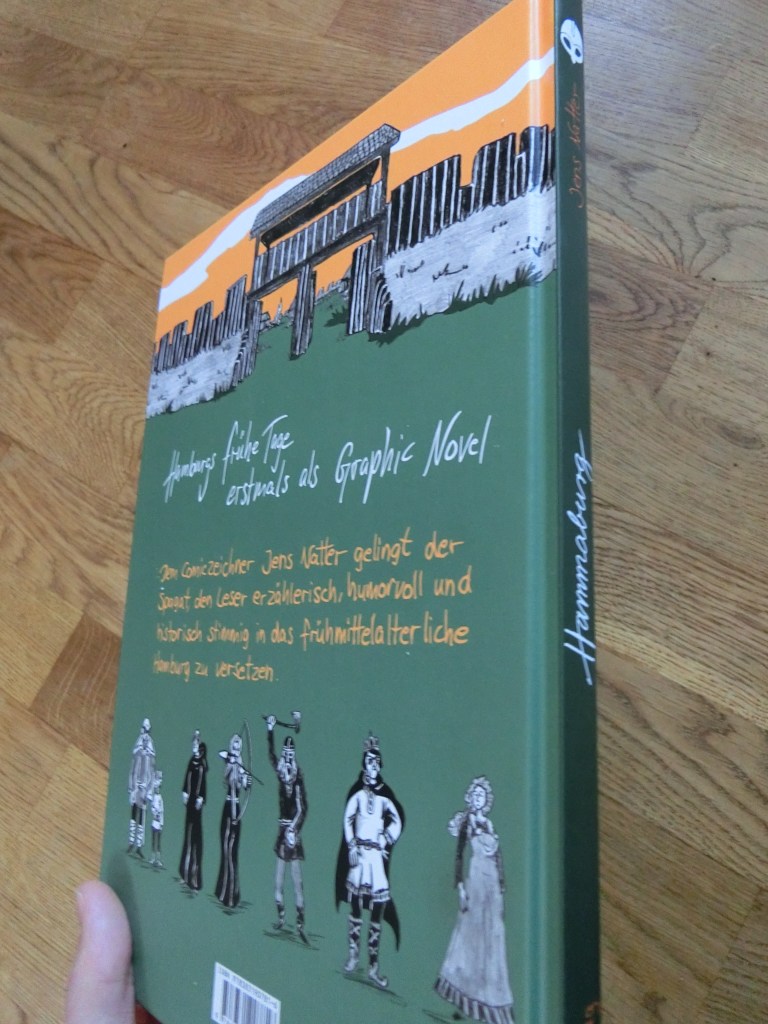 Hamburgs frühe Tage
erstmals als Graphic Novel
Dem Comiczeichner Jens Natter gelingt der
Spagat, den Leser erzählerisch, humorvoll und
historisch stimmig in das frühmittelalterliche
Hamburg zu versetzen.
Jens Natter
Hammaburg